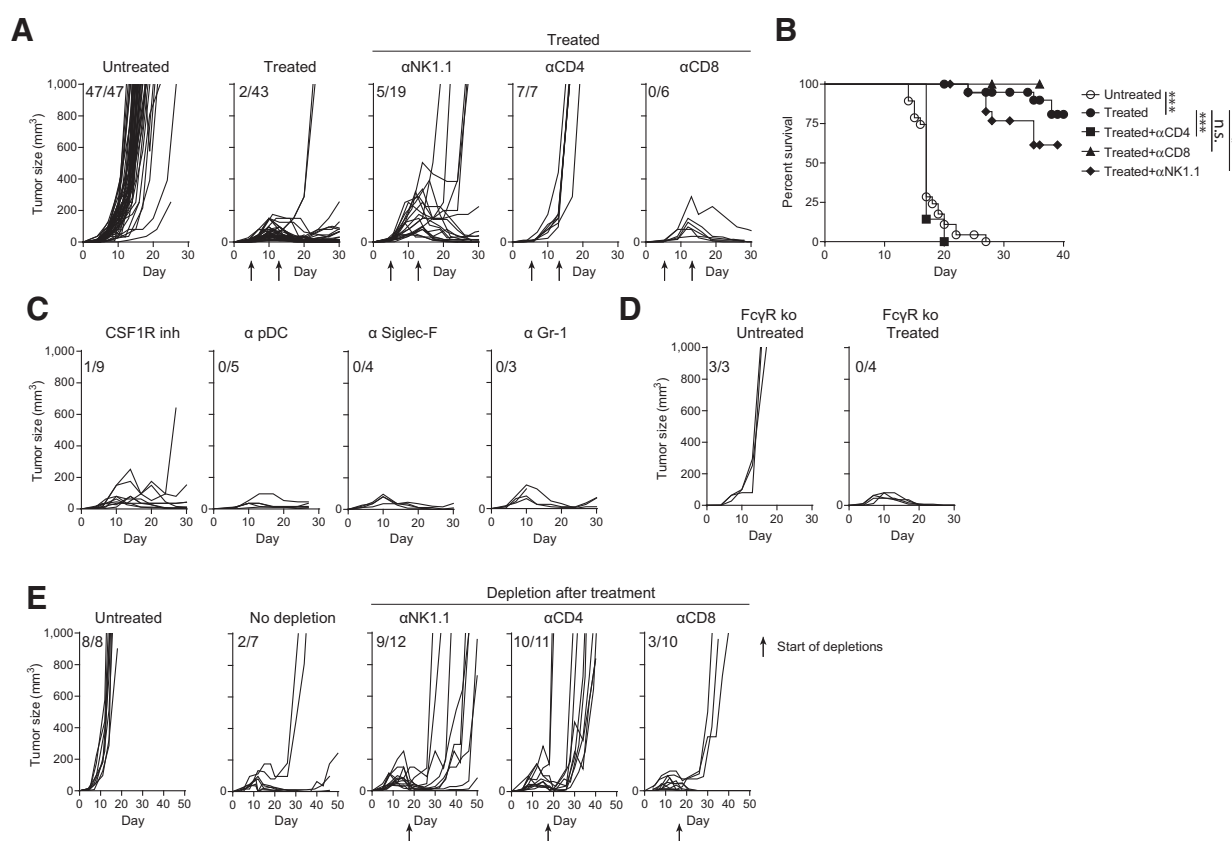 A
Treated
Untreated Treated αNK1.1 αCD4 αCD8
Tumor size (mm3)
1,000
800
600
400
200
0
47/47 2/43 5/19 7/7 0/6
0 10 20 30 0 10 20 30 0 10 20 30 0 10 20 30 0 10 20 30
Day Day Day Day Day
B
Percent survival
100
75
50
25
0
0 10 20 30 40
Day
Untreated
Treated
Treated+αCD4
Treated+αCD8
Treated+αNK1.1
***
***
n.s.
C
CSF1R inh α pDC α Siglec-F α Gr-1
Tumor size (mm3)
1,000
800
600
400
200
0
1/9 0/5 0/4 0/3
0 10 20 30 0 10 20 30 0 10 20 30 0 10 20 30
Day Day Day Day
D
FcγR ko FcγR ko
Untreated Treated
Tumor size (mm3)
1,000
800
600
400
200
0
3/3 0/4
0 10 20 30 0 10 20 30
Day Day
E
Depletion after treatment
Untreated No depletion αNK1.1 αCD4 αCD8
Tumor size (mm3)
1,000
800
600
400
200
0
8/8 2/7 9/12 10/11 3/10
0 10 20 30 40 50 0 10 20 30 40 50 0 10 20 30 40 50 0 10 20 30 40 50 0 10 20 30 40 50
Day Day Day Day Day
Start of depletions